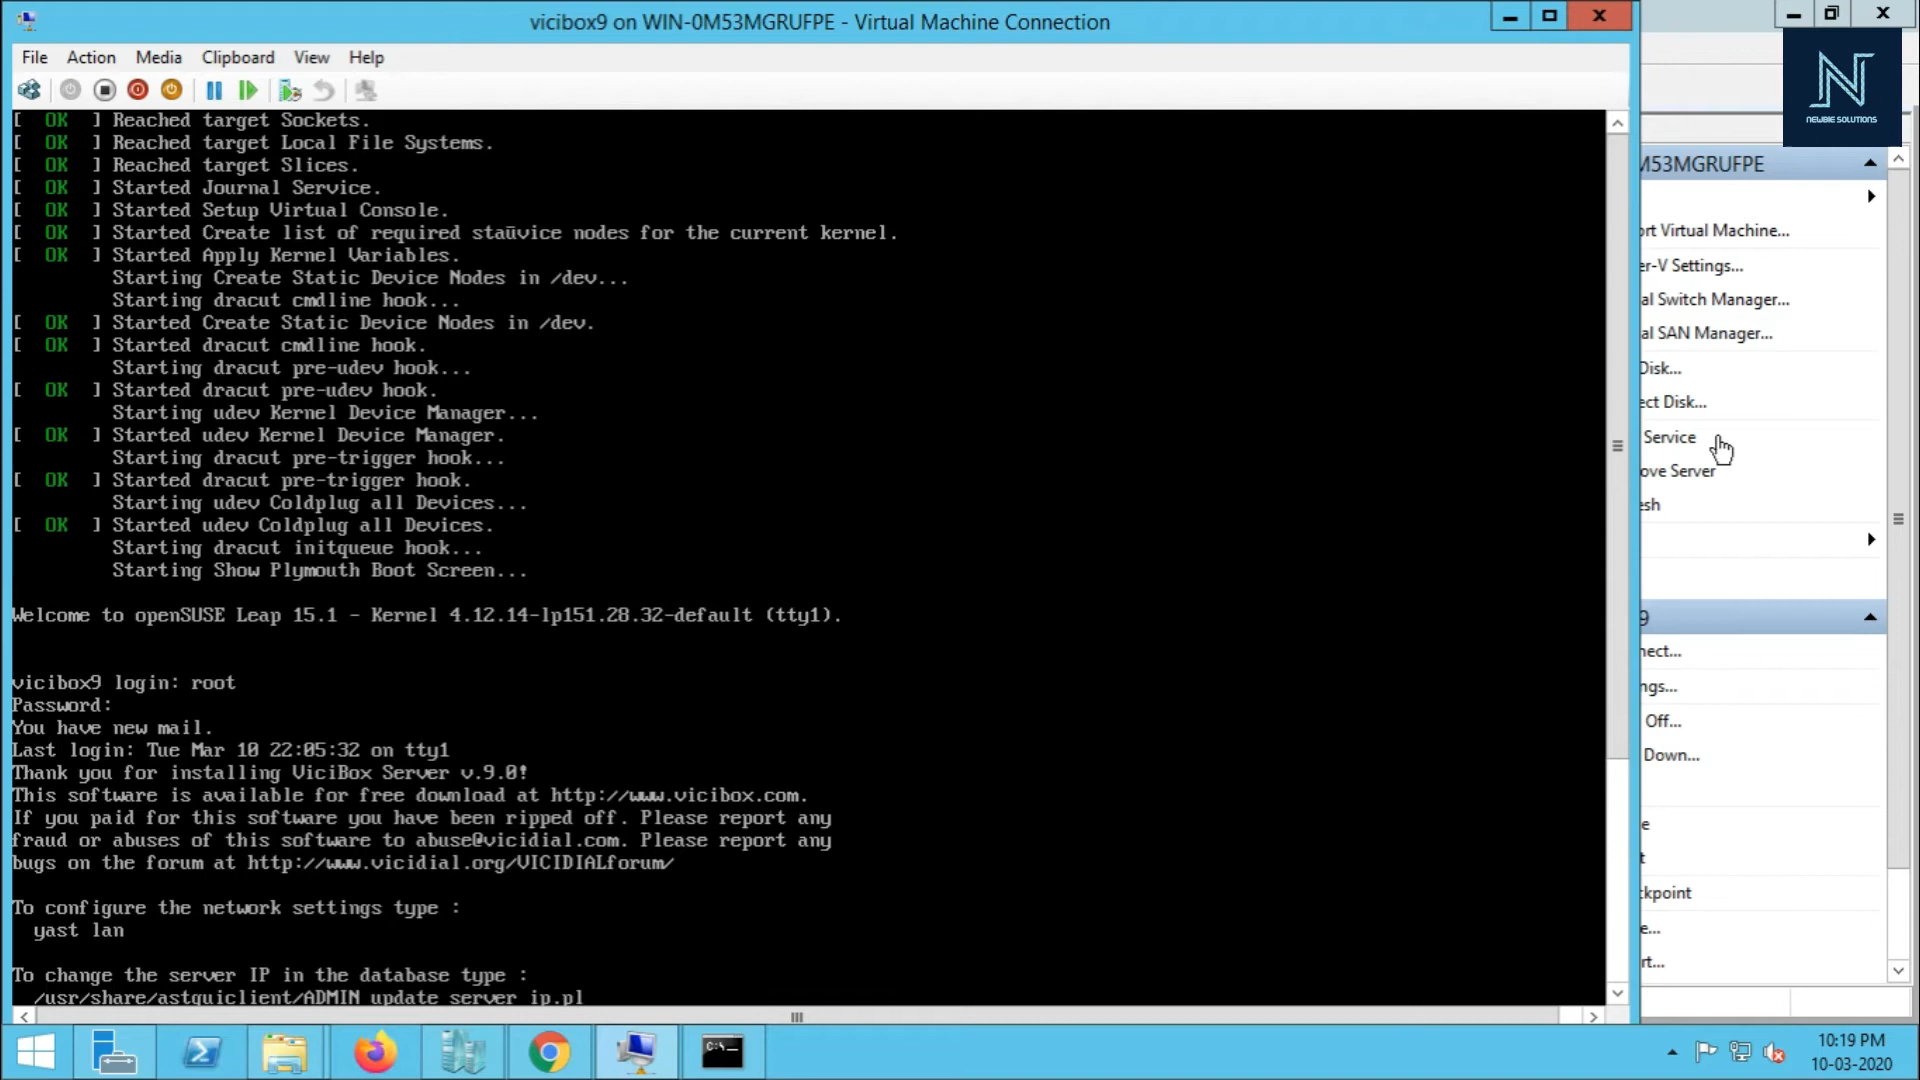 vicibox9 on WIN-0M53MGRUFPE - Virtual Machine Connection
File Action Media Clipboard View Help
[ OK ] Reached target Sockets.
[ OK ] Reached target Local File Systems.
[ OK ] Reached target Slices.
[ OK ] Started Journal Service.
[ OK ] Started Setup Virtual Console.
[ OK ] Started Create list of required staūvice nodes for the current kernel.
[ OK ] Started Apply Kernel Variables.
Starting Create Static Device Nodes in /dev...
Starting dracut cmdline hook...
[ OK ] Started Create Static Device Nodes in /dev.
[ OK ] Started dracut cmdline hook.
Starting dracut pre-udev hook...
[ OK ] Started dracut pre-udev hook.
Starting udev Kernel Device Manager...
[ OK ] Started udev Kernel Device Manager.
Starting dracut pre-trigger hook...
[ OK ] Started dracut pre-trigger hook.
Starting udev Coldplug all Devices...
[ OK ] Started udev Coldplug all Devices.
Starting dracut initqueue hook...
Starting Show Plymouth Boot Screen...
Welcome to openSUSE Leap 15.1 - Kernel 4.12.14-lp151.28.32-default (tty1).
vicibox9 login: root
Password:
You have new mail.
Last login: Tue Mar 10 22:05:32 on tty1
Thank you for installing ViciBox Server v.9.0!
This software is available for free download at http://www.vicibox.com.
If you paid for this software you have been ripped off. Please report any
fraud or abuses of this software to abuse@vicidial.com. Please report any
bugs on the forum at http://www.vicidial.org/VICIDIALforum/
To configure the network settings type :
yast lan
To change the server IP in the database type :
/usr/share/astguiclient/ADMIN_update_server_ip.pl
N
NEWBIE SOLUTIONS
M53MGRUFPE
ort Virtual Machine...
er-V Settings...
al Switch Manager...
al SAN Manager...
Disk...
ect Disk...
Service
ove Server
esh
9
nect...
ngs...
Off...
Down...
e
t
ckpoint
e...
rt...
10:19 PM
10-03-2020